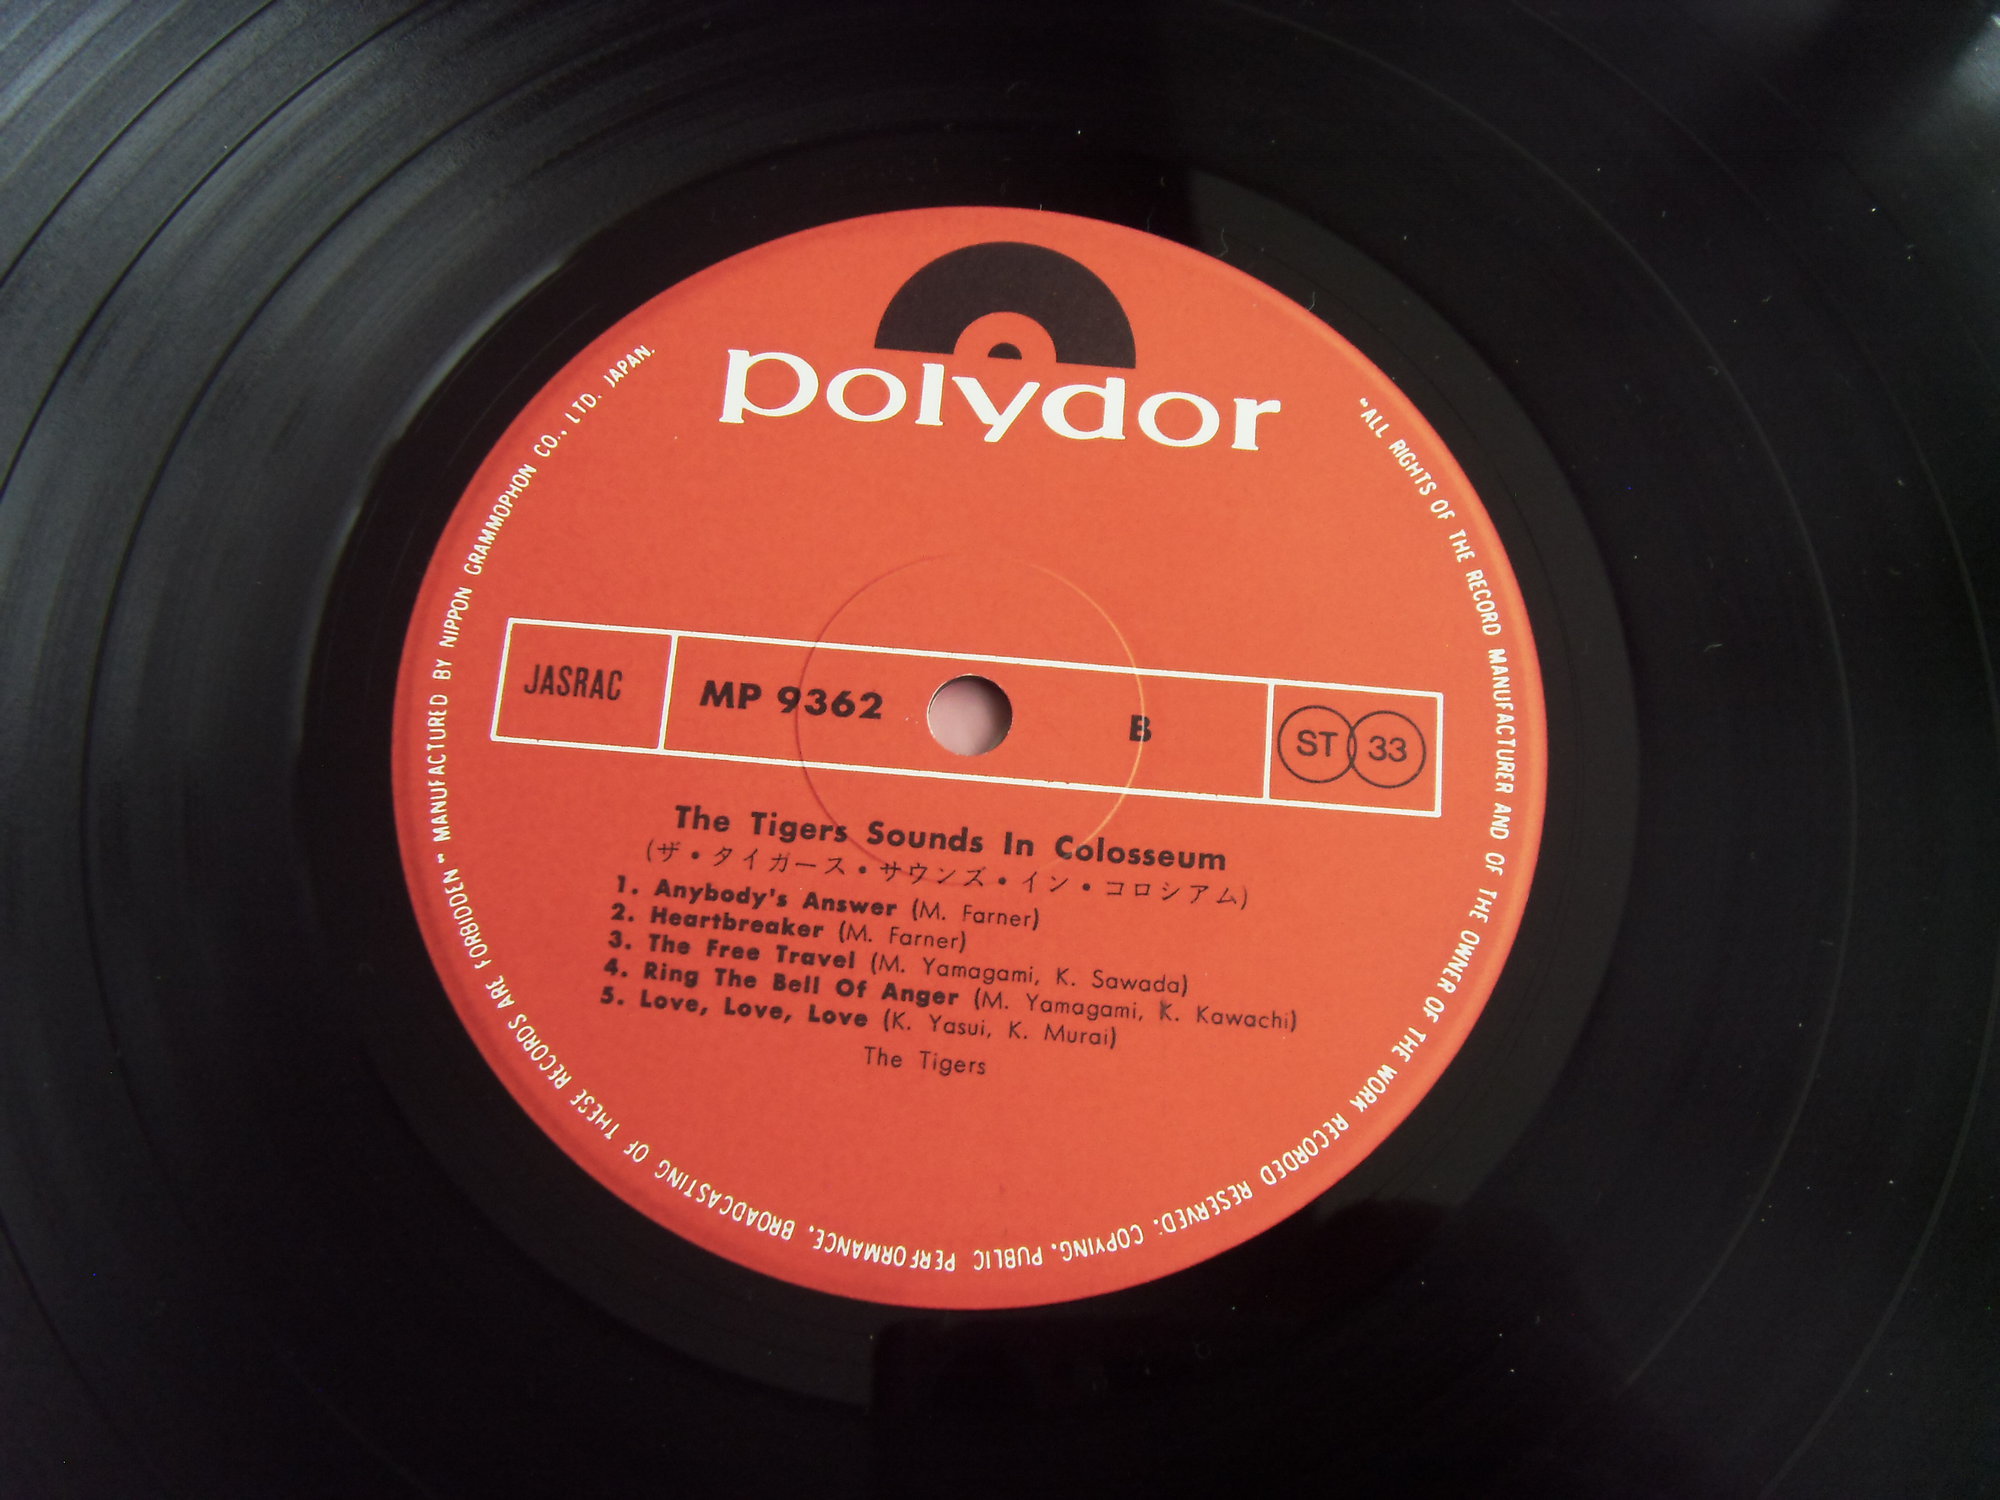 polydor
JASRAC
MP 9362
B
ST 33
The Tigers Sounds In Colosseum
(ザ・タイガース・サウンズ・イン・コロシアム)
1. Anybody's Answer (M. Farner)
2. Heartbreaker (M. Farner)
3. The Free Travel (M. Yamagami, K. Sawada)
4. Ring The Bell Of Anger (M. Yamagami, K. Kawachi)
5. Love, Love, Love (K. Yasui, K. Murai)
The Tigers
"ALL RIGHTS OF THE RECORD MANUFACTURER AND OF THE OWNER OF THE WORK RECORDED RESERVED. COPYING. PUBLIC PERFORMANCE. BROADCASTING OF THESE RECORDS ARE FORBIDDEN" MANUFACTURED BY NIPPON GRAMMOPHON CO., LTD. JAPAN.